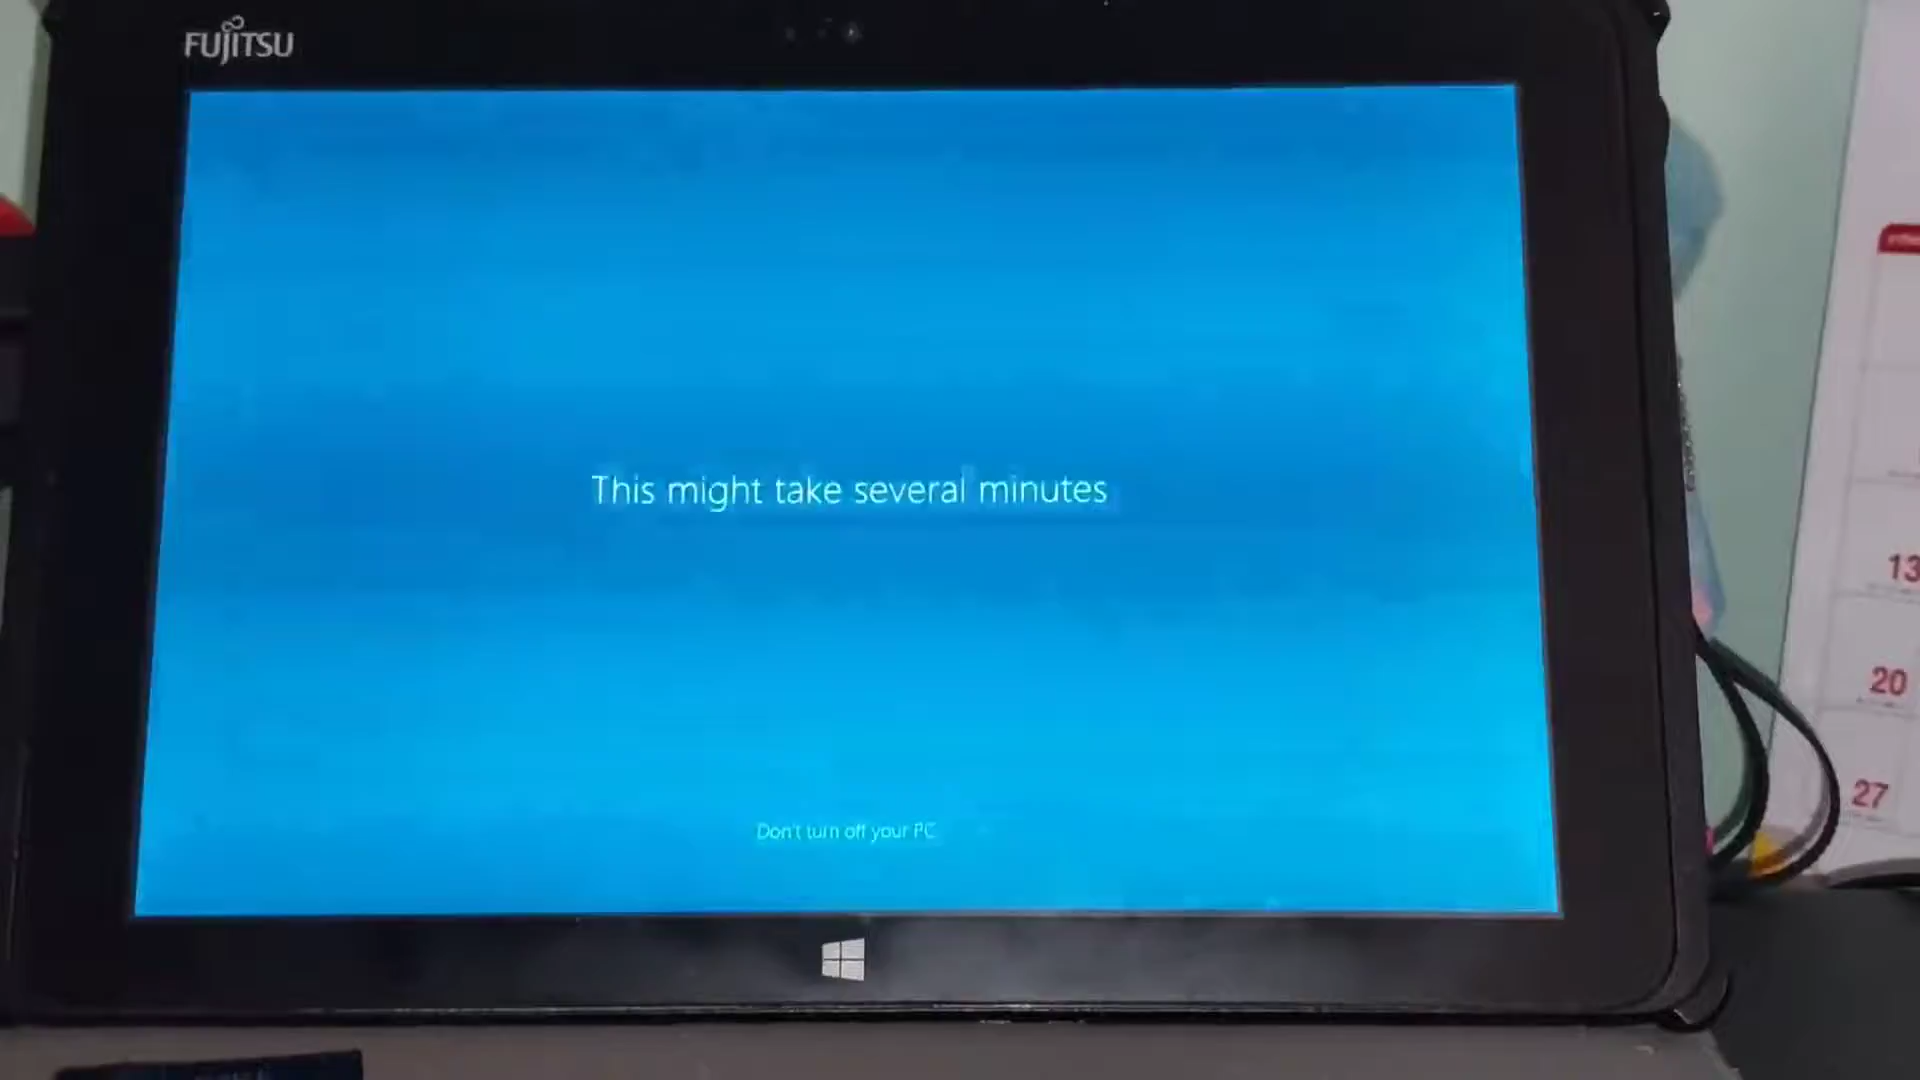 FUJITSU
This might take several minutes
Don't turn off your PC
13
20
27